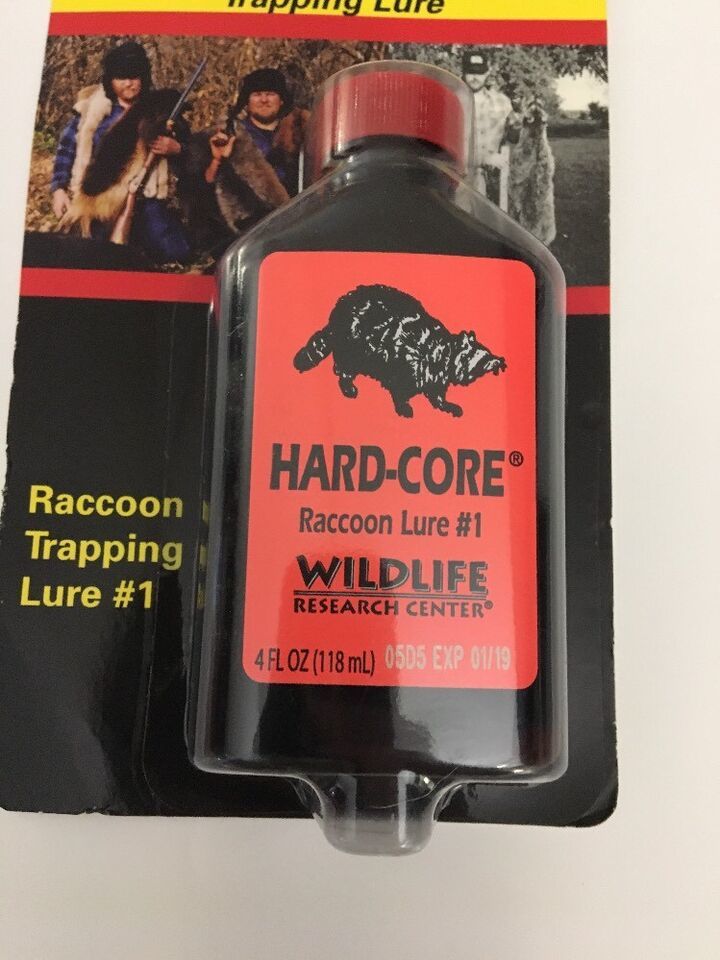 Trapping Lure
Raccoon
Trapping
Lure #1
HARD-CORE®
Raccoon Lure #1
WILDLIFE
RESEARCH CENTER®
4 FL OZ (118 mL) 05D5 EXP 01/19